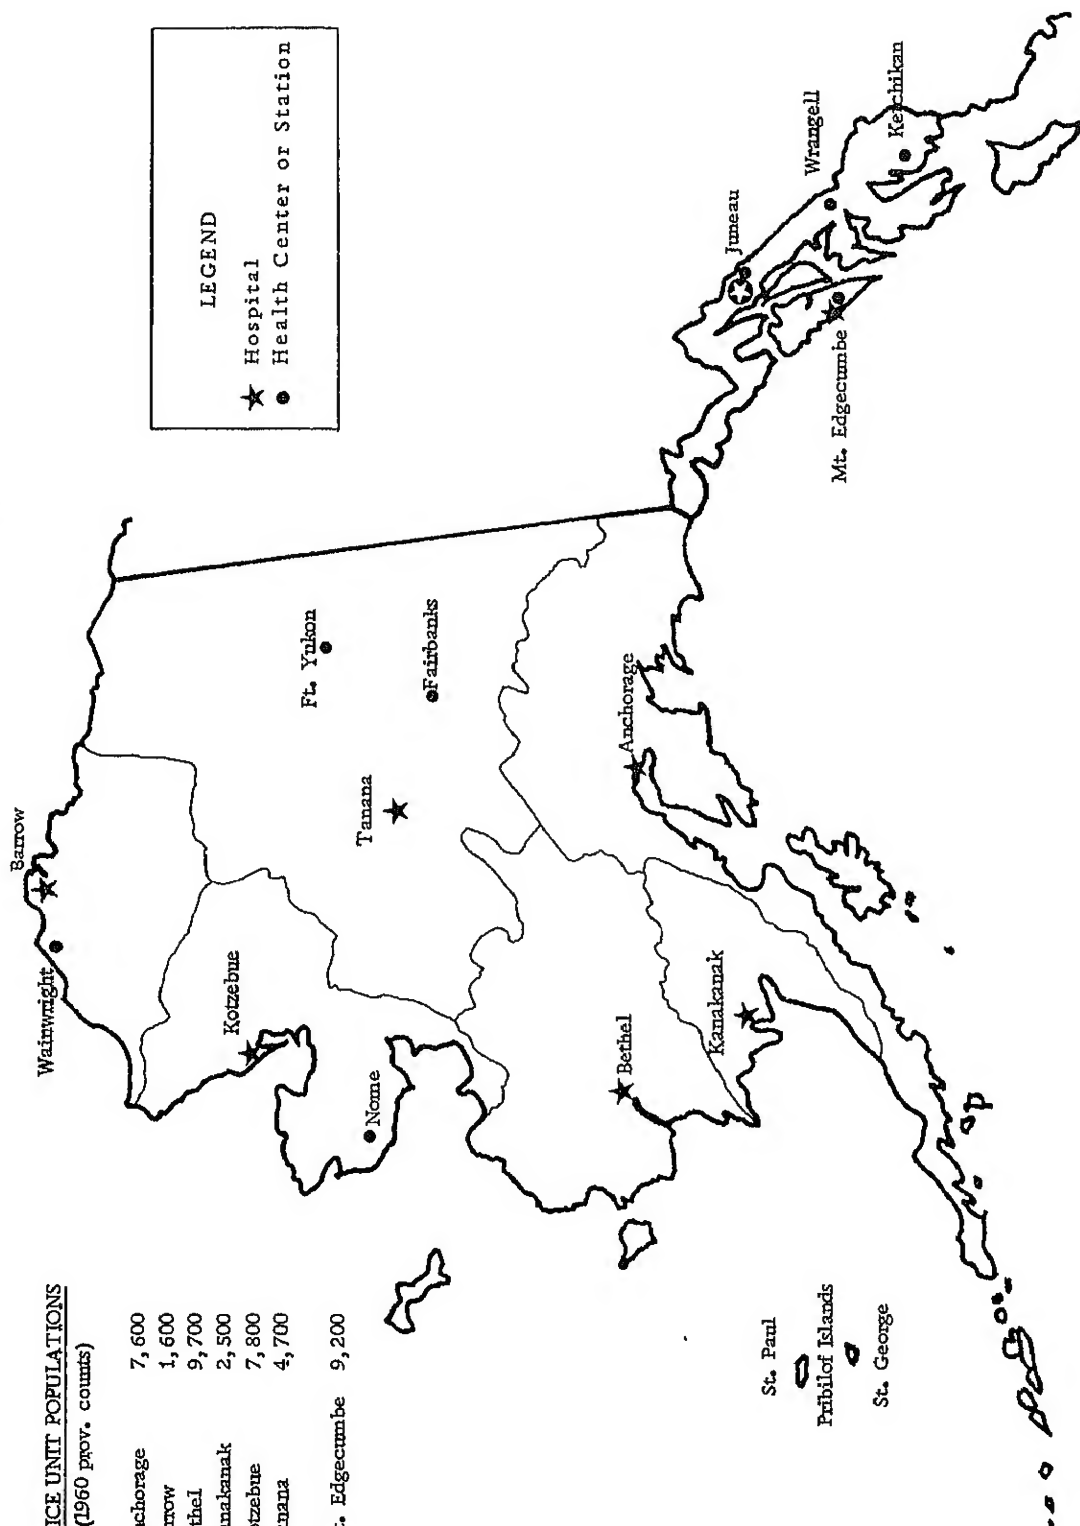 ICE UNIT POPULATIONS
(1960 prov. counts)
chorage 7,600
rrow 1,600
thel 9,700
nakanak 2,500
tzebue 7,800
nana 4,700
t. Edgecumbe 9,200
LEGEND
Hospital
Health Center or Station
Barrow
Wainwright
Kotzebue
Nome
Ft. Yukon
Fairbanks
Tanana
Anchorage
Bethel
Kanakanak
Juneau
Wrangell
Ketchikan
Mt. Edgecumbe
St. Paul
Pribilof Islands
St. George